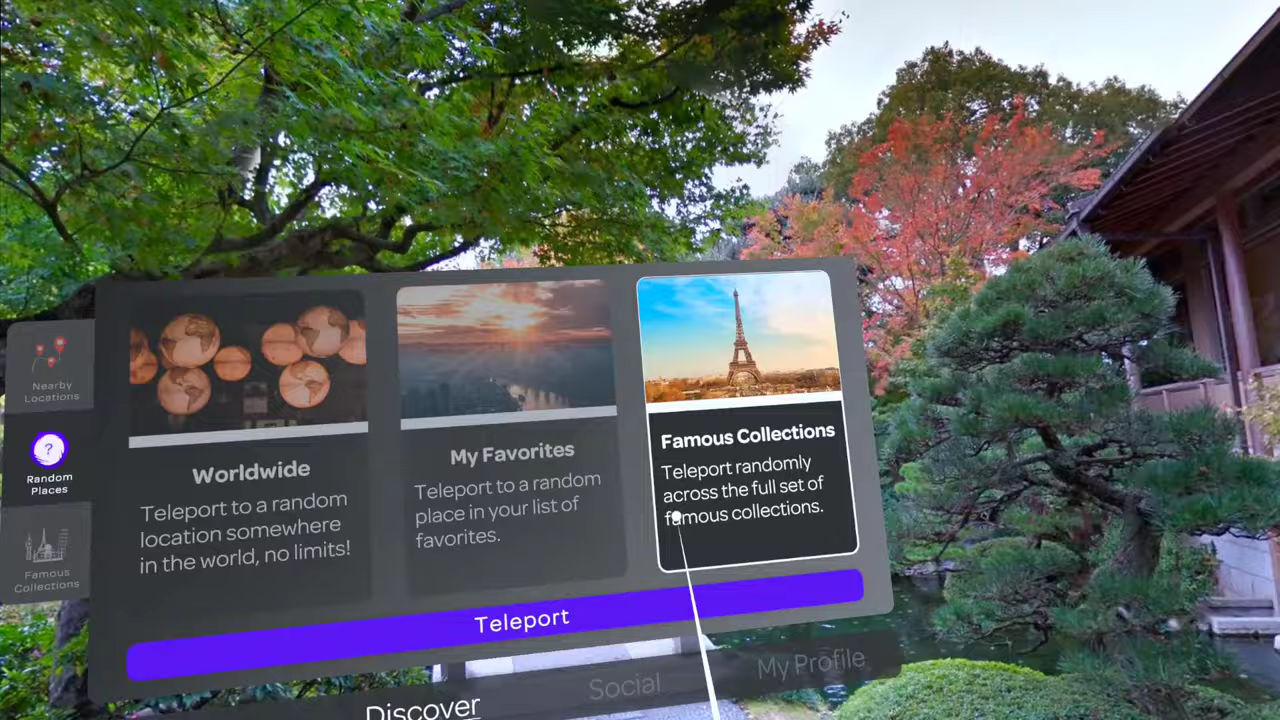 Nearby
Locations
Random
Places
Famous
Collections
Worldwide
Teleport to a random
location somewhere
in the world, no limits!
My Favorites
Teleport to a random
place in your list of
favorites.
Famous Collections
Teleport randomly
across the full set of
famous collections.
Teleport
Discover
Social
My Profile